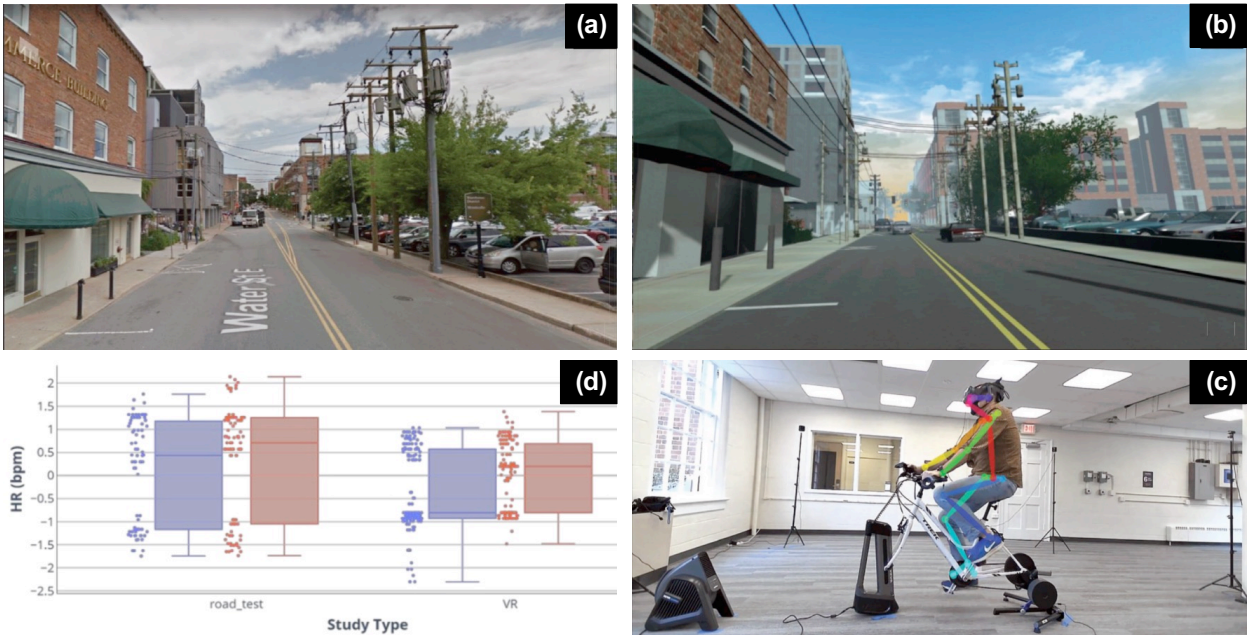 (a)
MMERCE BUILDING
Water St E
(b)
(d)
2
1.5
1
0.5
0
−0.5
−1
−1.5
−2
−2.5
HR (bpm)
road_test
VR
Study Type
(c)